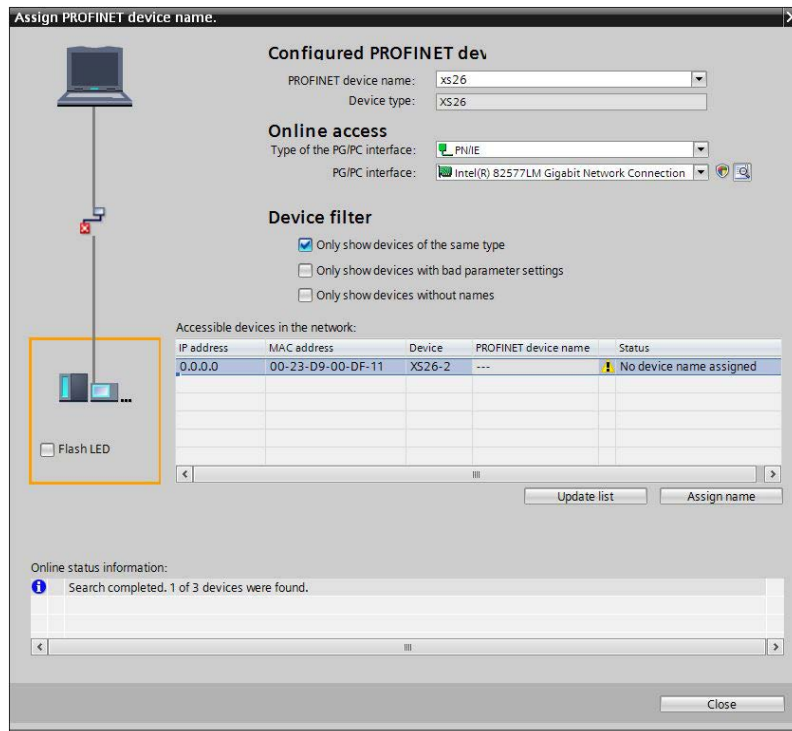 Assign PROFINET device name.
Configured PROFINET dev
PROFINET device name: xs26
Device type: XS26
Online access
Type of the PG/PC interface: PN/IE
PG/PC interface: Intel(R) 82577LM Gigabit Network Connection
Device filter
Only show devices of the same type
Only show devices with bad parameter settings
Only show devices without names
Accessible devices in the network:
IP address MAC address Device PROFINET device name Status
0.0.0.0 00-23-D9-00-DF-11 XS26-2 --- No device name assigned
Flash LED
Update list Assign name
Online status information:
Search completed. 1 of 3 devices were found.
Close